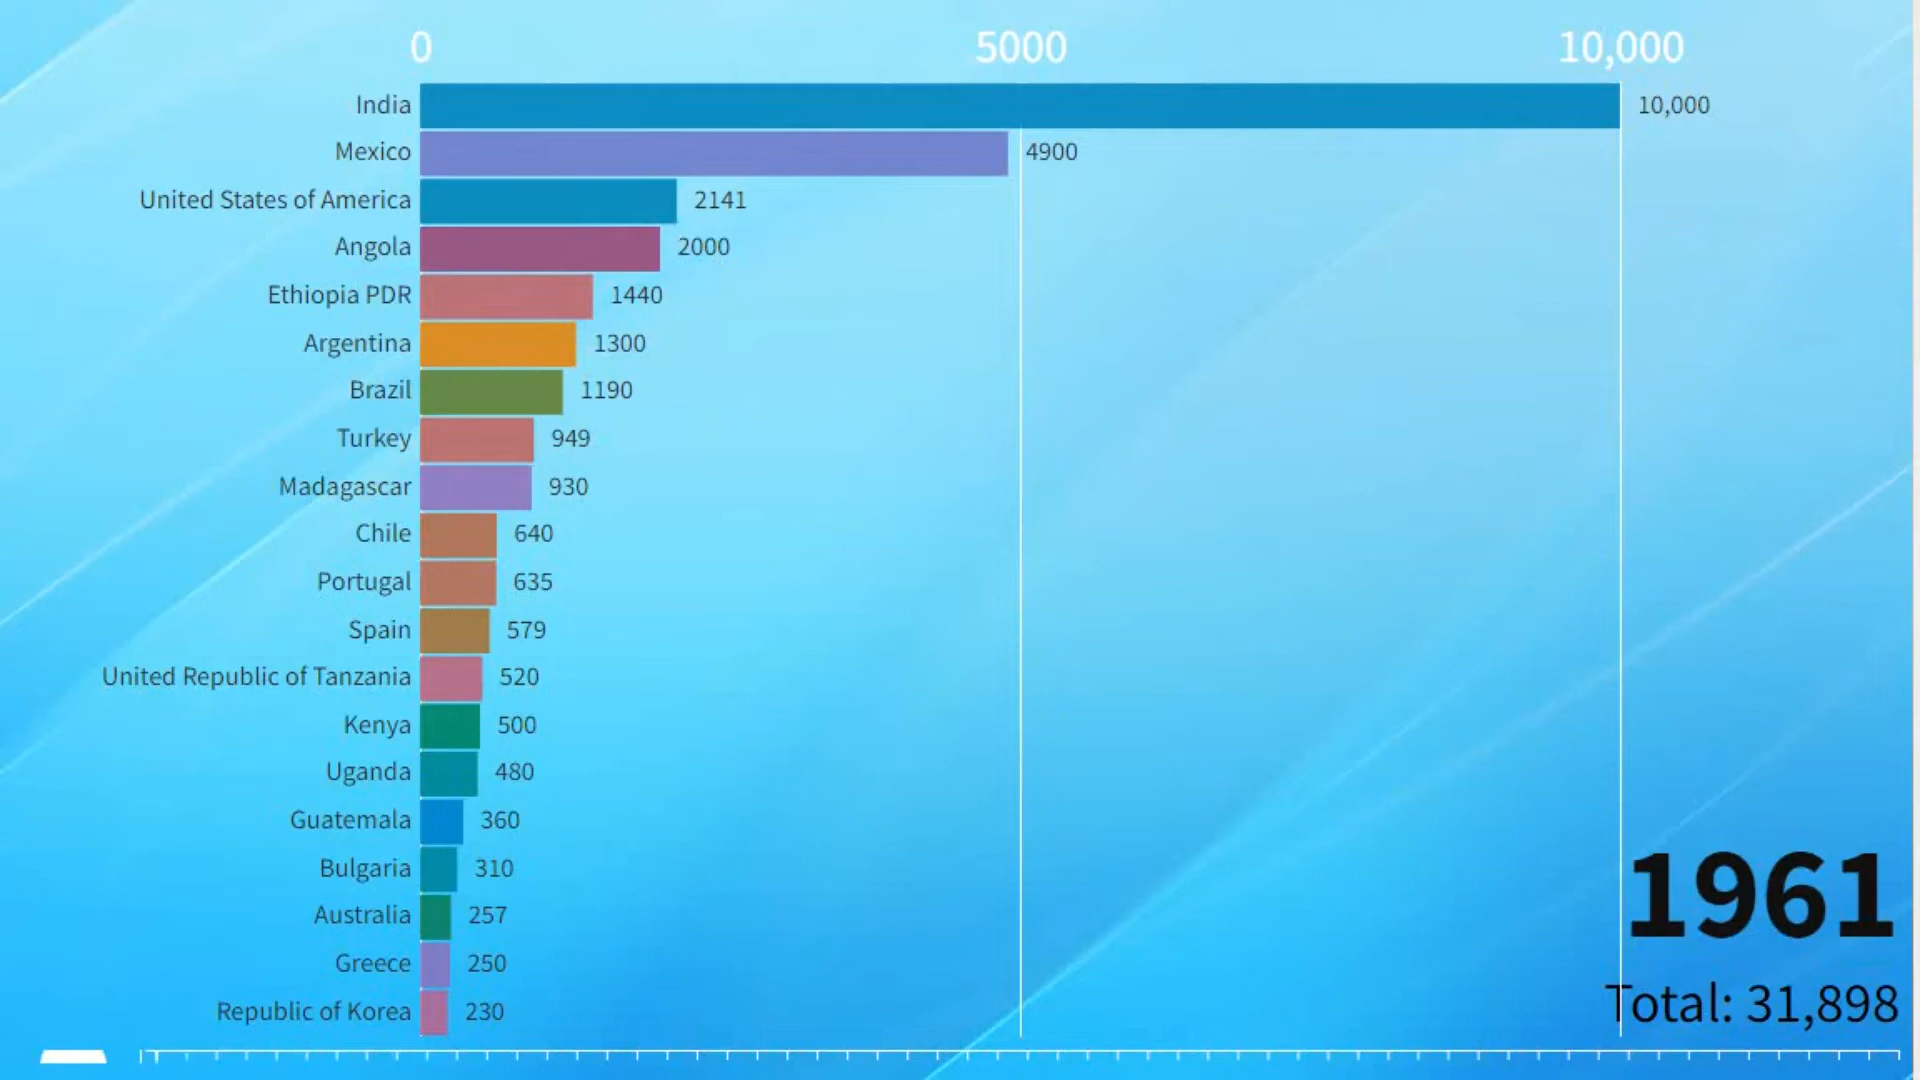 0 5000 10,000
India 10,000
Mexico 4900
United States of America 2141
Angola 2000
Ethiopia PDR 1440
Argentina 1300
Brazil 1190
Turkey 949
Madagascar 930
Chile 640
Portugal 635
Spain 579
United Republic of Tanzania 520
Kenya 500
Uganda 480
Guatemala 360
Bulgaria 310
Australia 257
Greece 250
Republic of Korea 230
1961
Total: 31,898